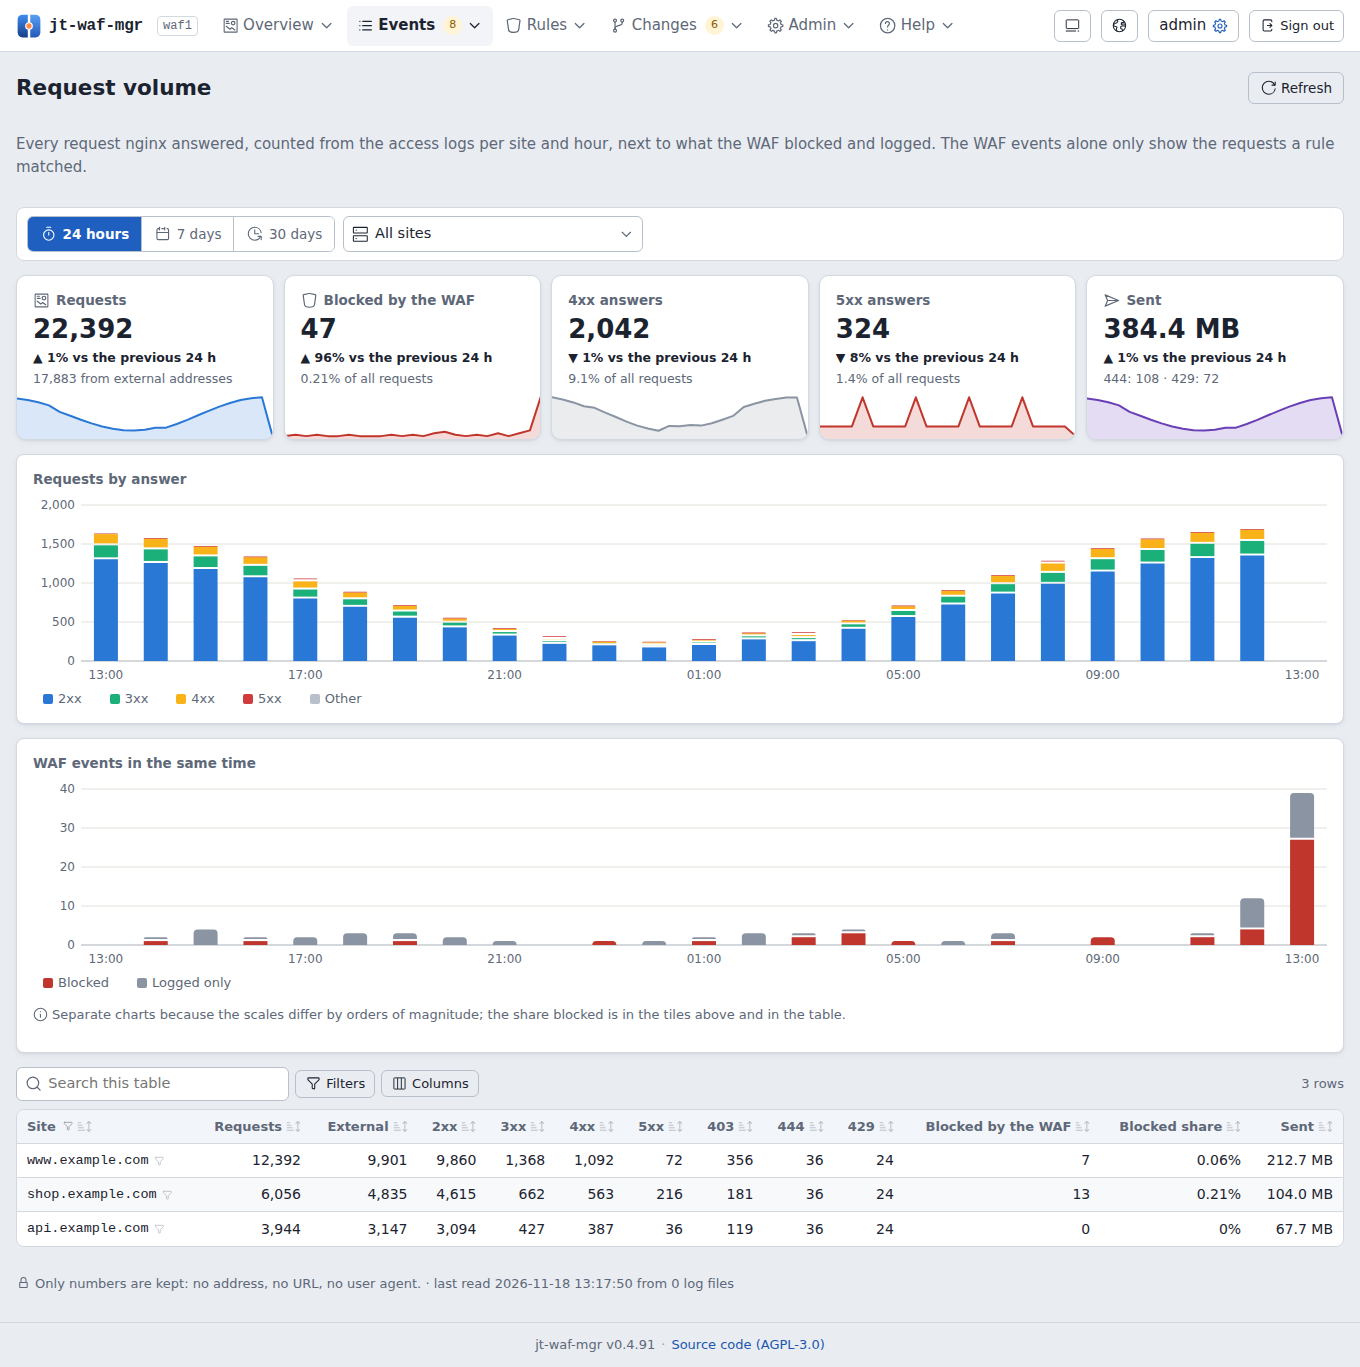 jt-waf-mgr waf1 Overview Events 8 Rules Changes 6 Admin Help admin Sign out
Request volume
Refresh
Every request nginx answered, counted from the access logs per site and hour, next to what the WAF blocked and logged. The WAF events alone only show the requests a rule
matched.
24 hours 7 days 30 days All sites
Requests
22,392
▲ 1% vs the previous 24 h
17,883 from external addresses
Blocked by the WAF
47
▲ 96% vs the previous 24 h
0.21% of all requests
4xx answers
2,042
▼ 1% vs the previous 24 h
9.1% of all requests
5xx answers
324
▼ 8% vs the previous 24 h
1.4% of all requests
Sent
384.4 MB
▲ 1% vs the previous 24 h
444: 108 · 429: 72
Requests by answer
2,000
1,500
1,000
500
0
13:00 17:00 21:00 01:00 05:00 09:00 13:00
2xx 3xx 4xx 5xx Other
WAF events in the same time
40
30
20
10
0
13:00 17:00 21:00 01:00 05:00 09:00 13:00
Blocked Logged only
Separate charts because the scales differ by orders of magnitude; the share blocked is in the tiles above and in the table.
Search this table Filters Columns 3 rows
Site Requests External 2xx 3xx 4xx 5xx 403 444 429 Blocked by the WAF Blocked share Sent
www.example.com 12,392 9,901 9,860 1,368 1,092 72 356 36 24 7 0.06% 212.7 MB
shop.example.com 6,056 4,835 4,615 662 563 216 181 36 24 13 0.21% 104.0 MB
api.example.com 3,944 3,147 3,094 427 387 36 119 36 24 0 0% 67.7 MB
Only numbers are kept: no address, no URL, no user agent. · last read 2026-11-18 13:17:50 from 0 log files
jt-waf-mgr v0.4.91 · Source code (AGPL-3.0)